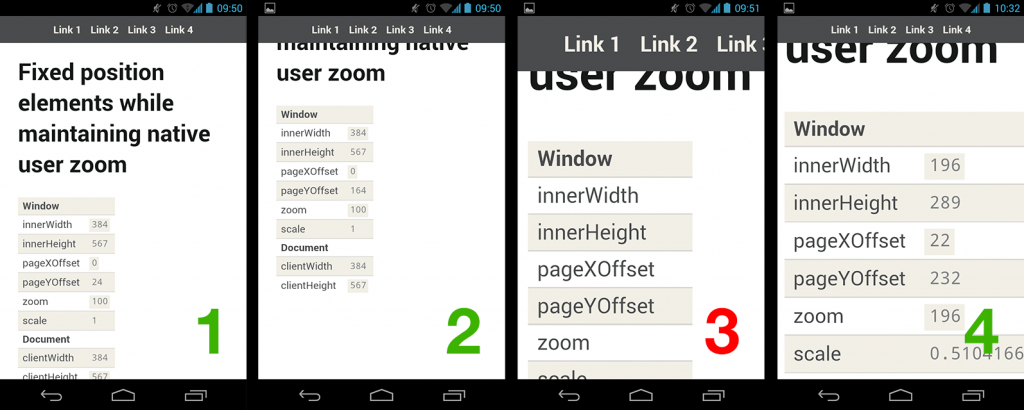 09:50
Link 1 Link 2 Link 3 Link 4
Fixed position
elements while
maintaining native
user zoom
Window
innerWidth 384
innerHeight 567
pageXOffset 0
pageYOffset 24
zoom 100
scale 1
Document
clientWidth 384
clientHeight 567
1
09:50
Link 1 Link 2 Link 3 Link 4
maintaining native
user zoom
Window
innerWidth 384
innerHeight 567
pageXOffset 0
pageYOffset 164
zoom 100
scale 1
Document
clientWidth 384
clientHeight 567
2
09:51
Link 1 Link 2 Link 3
user zoom
Window
innerWidth
innerHeight
pageXOffset
pageYOffset
zoom
scale
3
10:32
Link 1 Link 2 Link 3 Link 4
user zoom
Window
innerWidth 196
innerHeight 289
pageXOffset 22
pageYOffset 232
zoom 196
scale 0.5104166
4